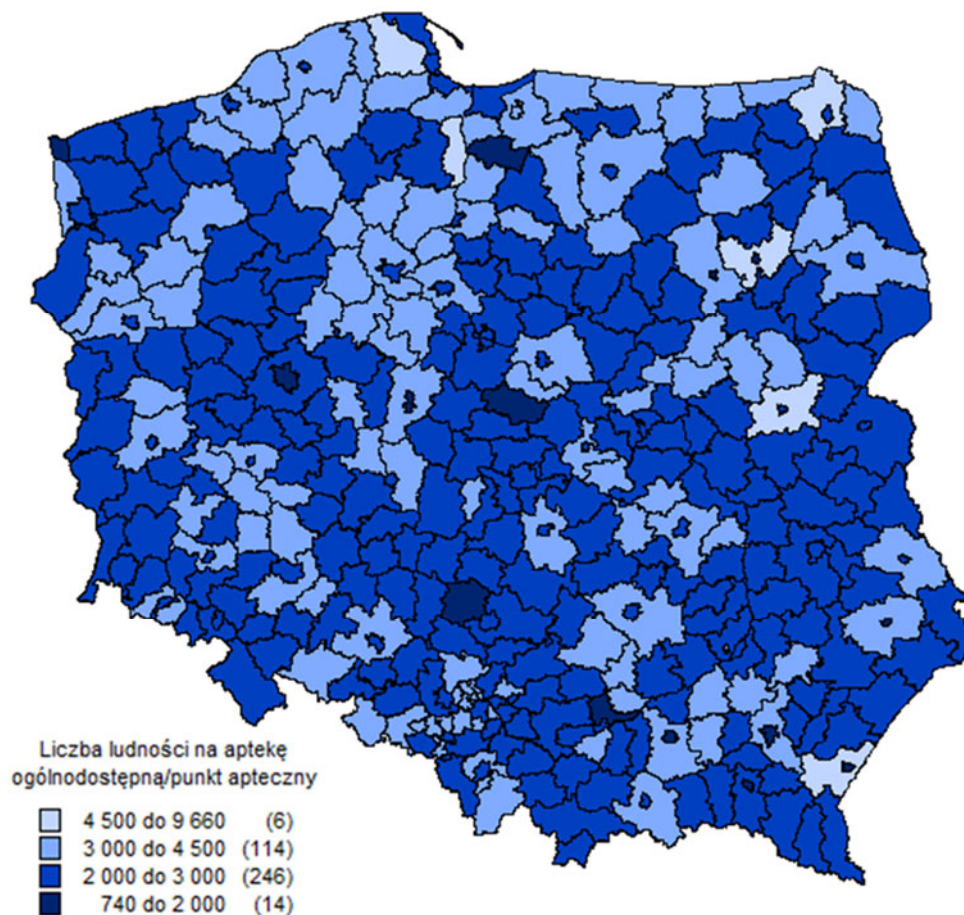 Liczba ludności na aptekę
ogólnodostępną/punkt apteczny
4 500 do 9 660 (6)
3 000 do 4 500 (114)
2 000 do 3 000 (246)
740 do 2 000 (14)